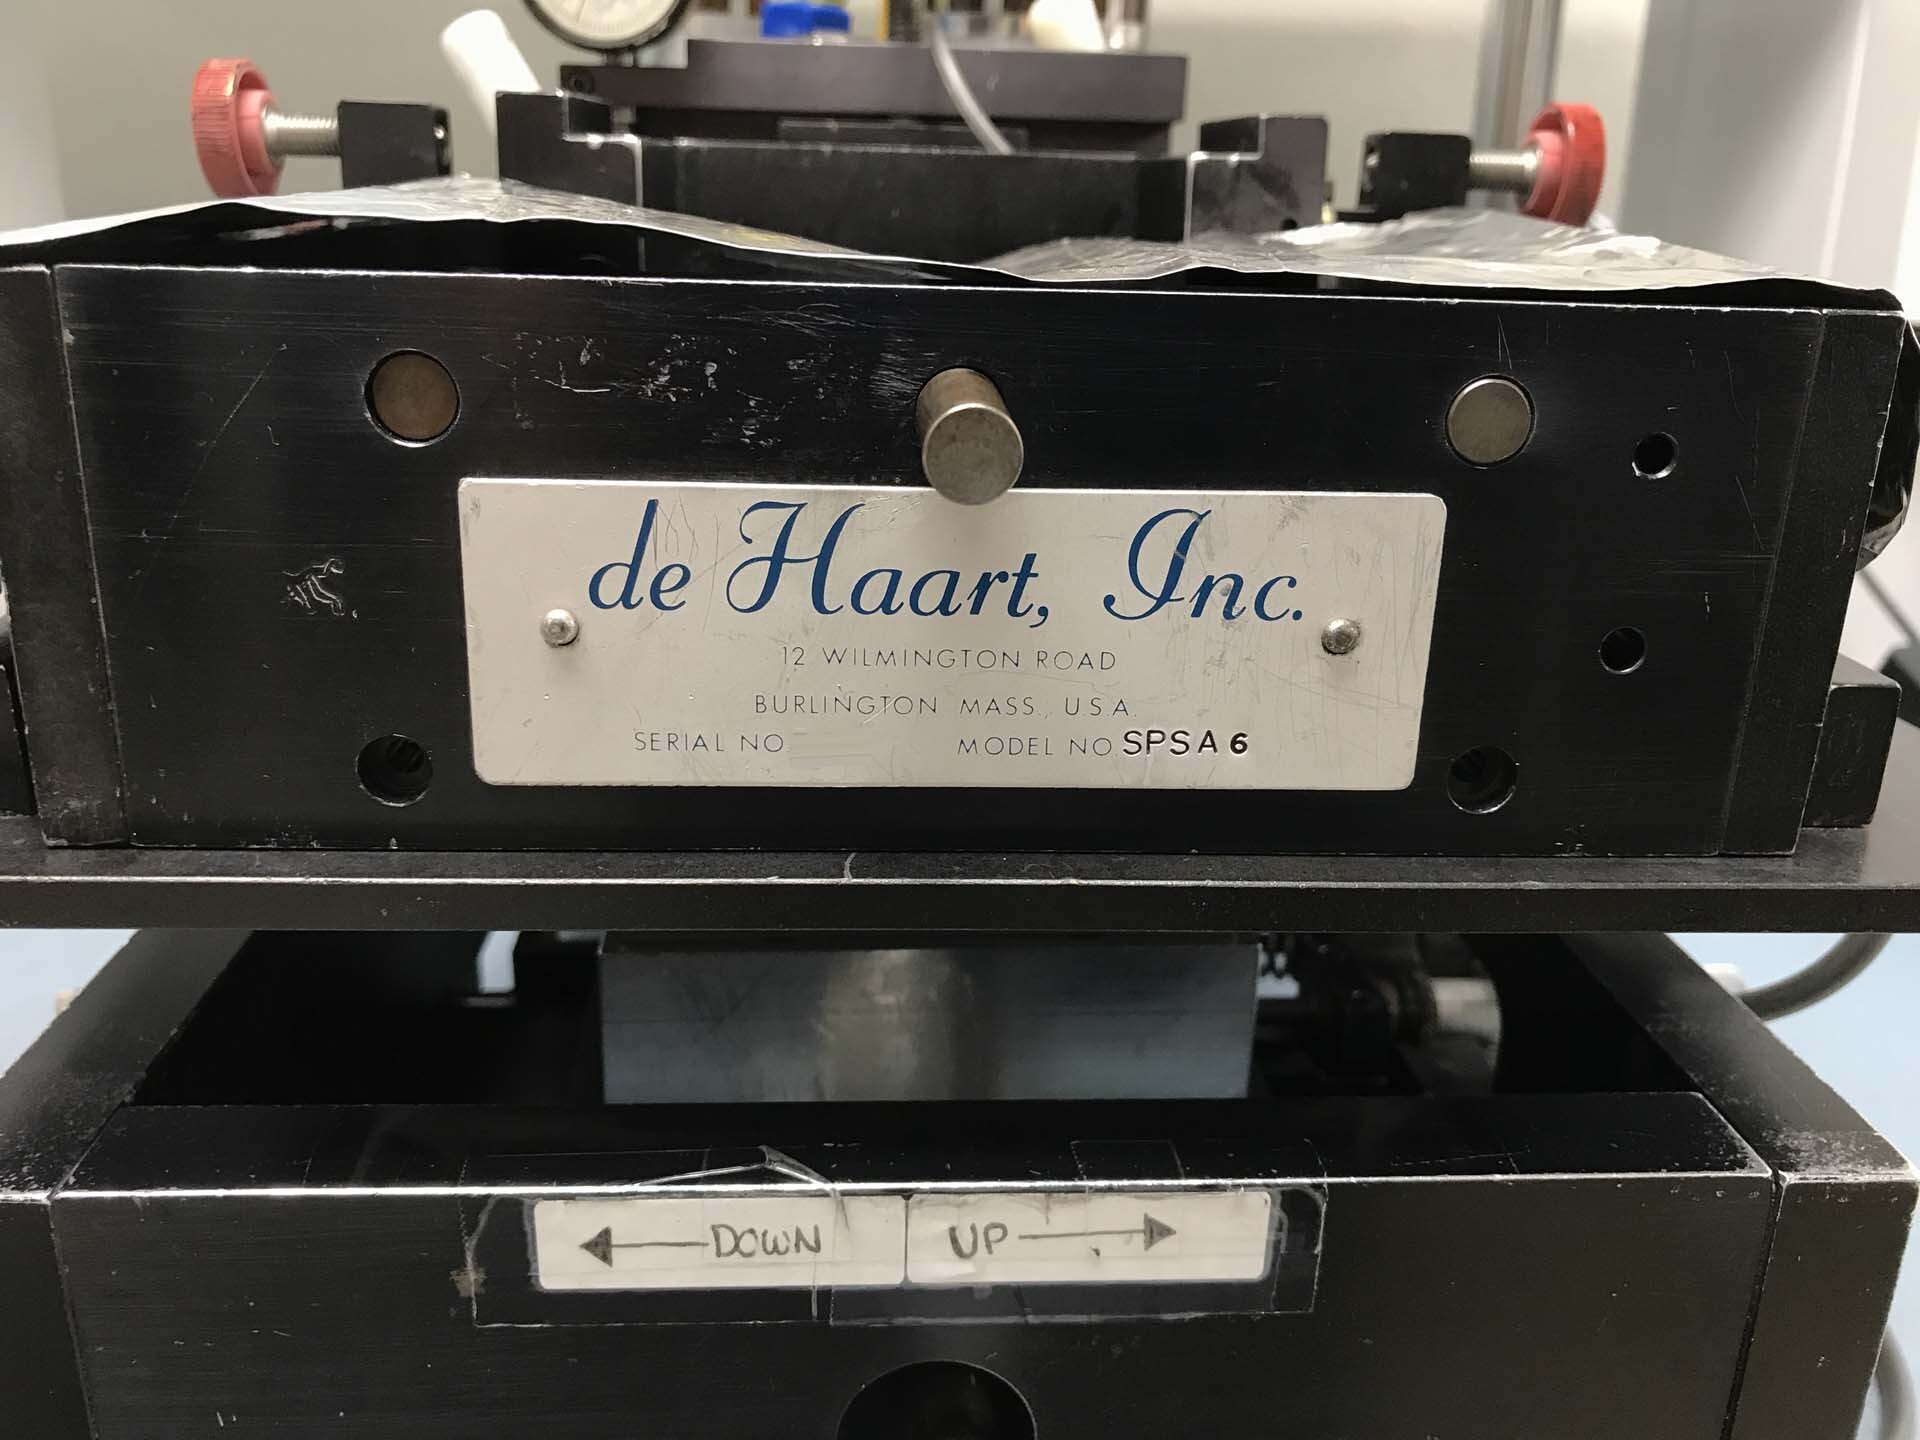 de Haart, Inc.
12 WILMINGTON ROAD
BURLINGTON MASS., U.S.A.
SERIAL NO. MODEL NO. SPSA 6
DOWN UP